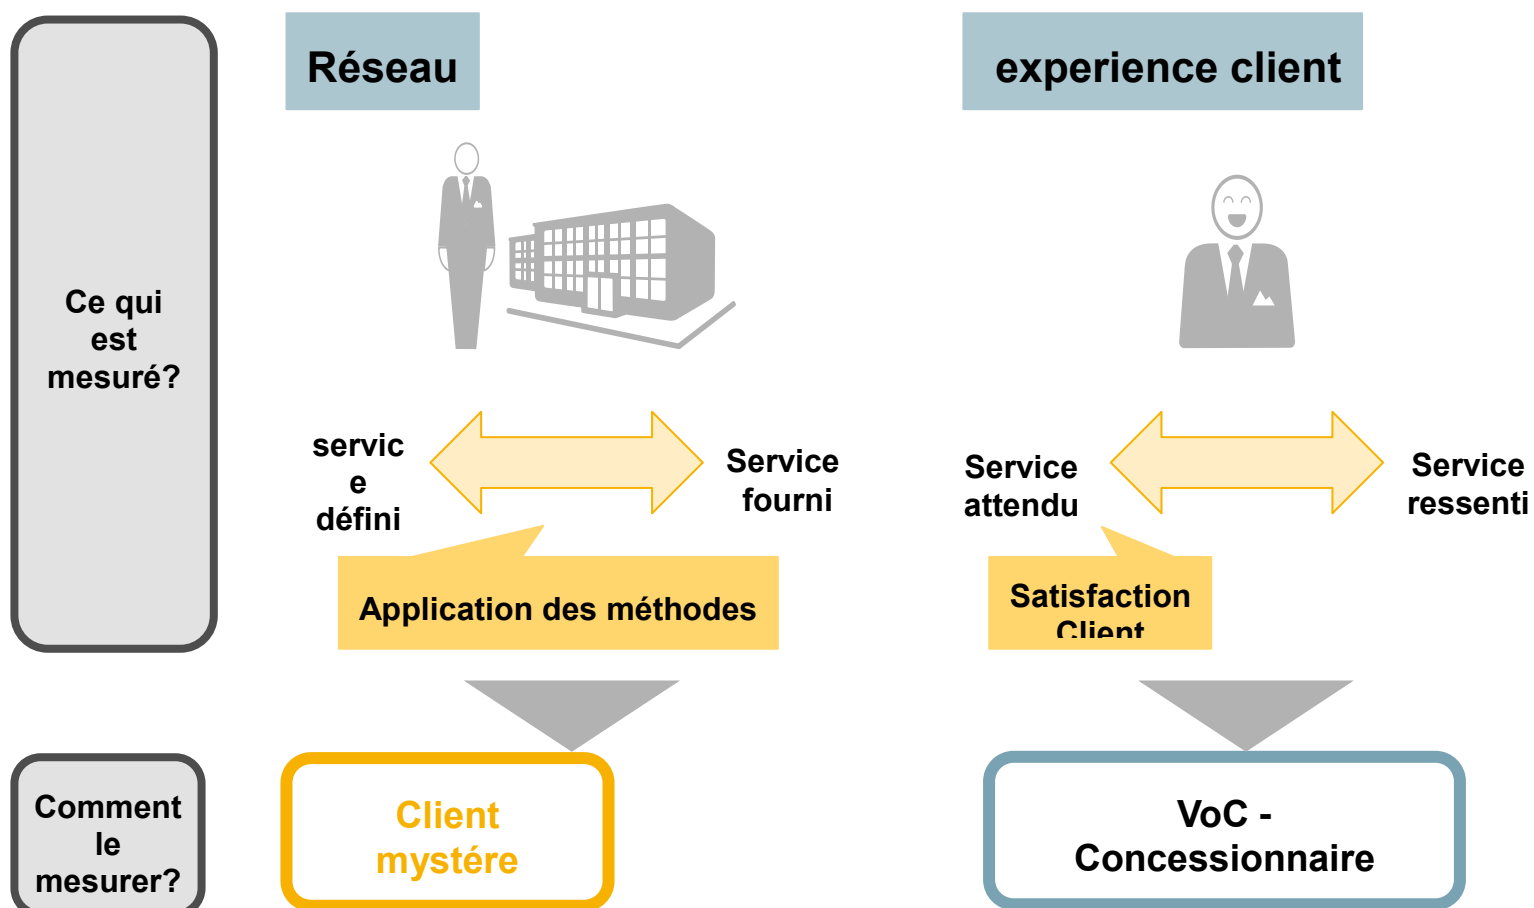 Réseau
experience client
Ce qui
est
mesuré?
servic
e
défini
Service
fourni
Service
attendu
Service
ressenti
Application des méthodes
Satisfaction
Client
Comment
le
mesurer?
Client
mystére
VoC -
Concessionnaire